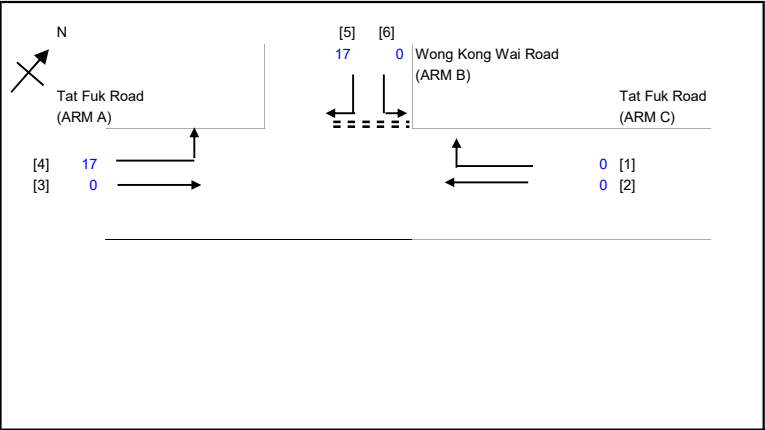 N
[5] [6]
17 0 Wong Kong Wai Road
(ARM B)
Tat Fuk Road
(ARM A)
Tat Fuk Road
(ARM C)
[4] 17
[3] 0
0 [1]
0 [2]